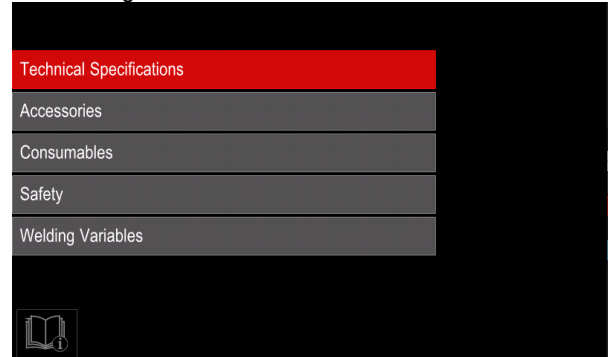 Technical Specifications
Accessories
Consumables
Safety
Welding Variables